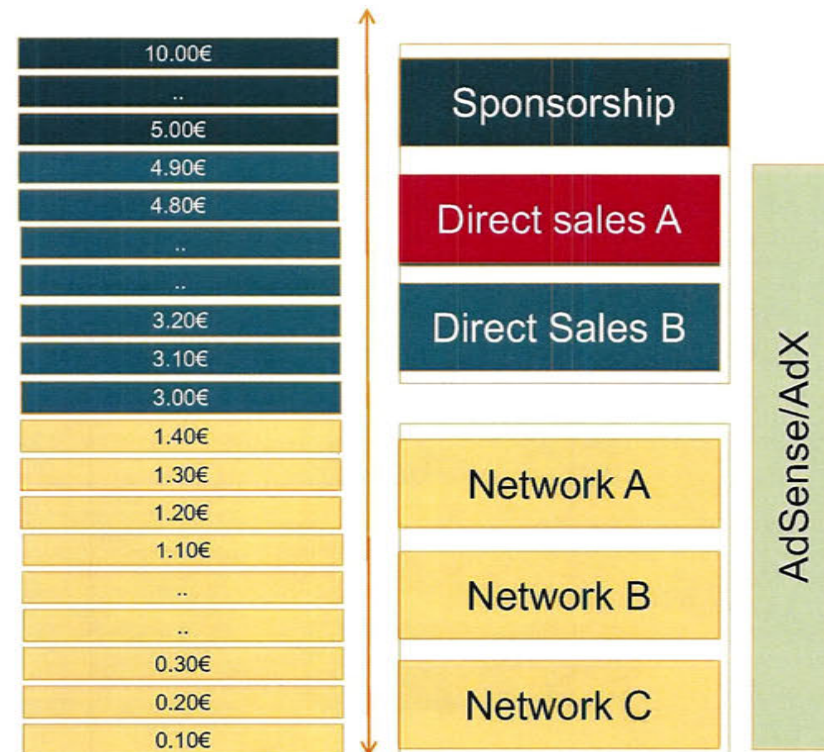 10.00€
..
5.00€
4.90€
4.80€
..
..
3.20€
3.10€
3.00€
1.40€
1.30€
1.20€
1.10€
..
..
0.30€
0.20€
0.10€
Sponsorship
Direct sales A
Direct Sales B
Network A
Network B
Network C
AdSense/AdX